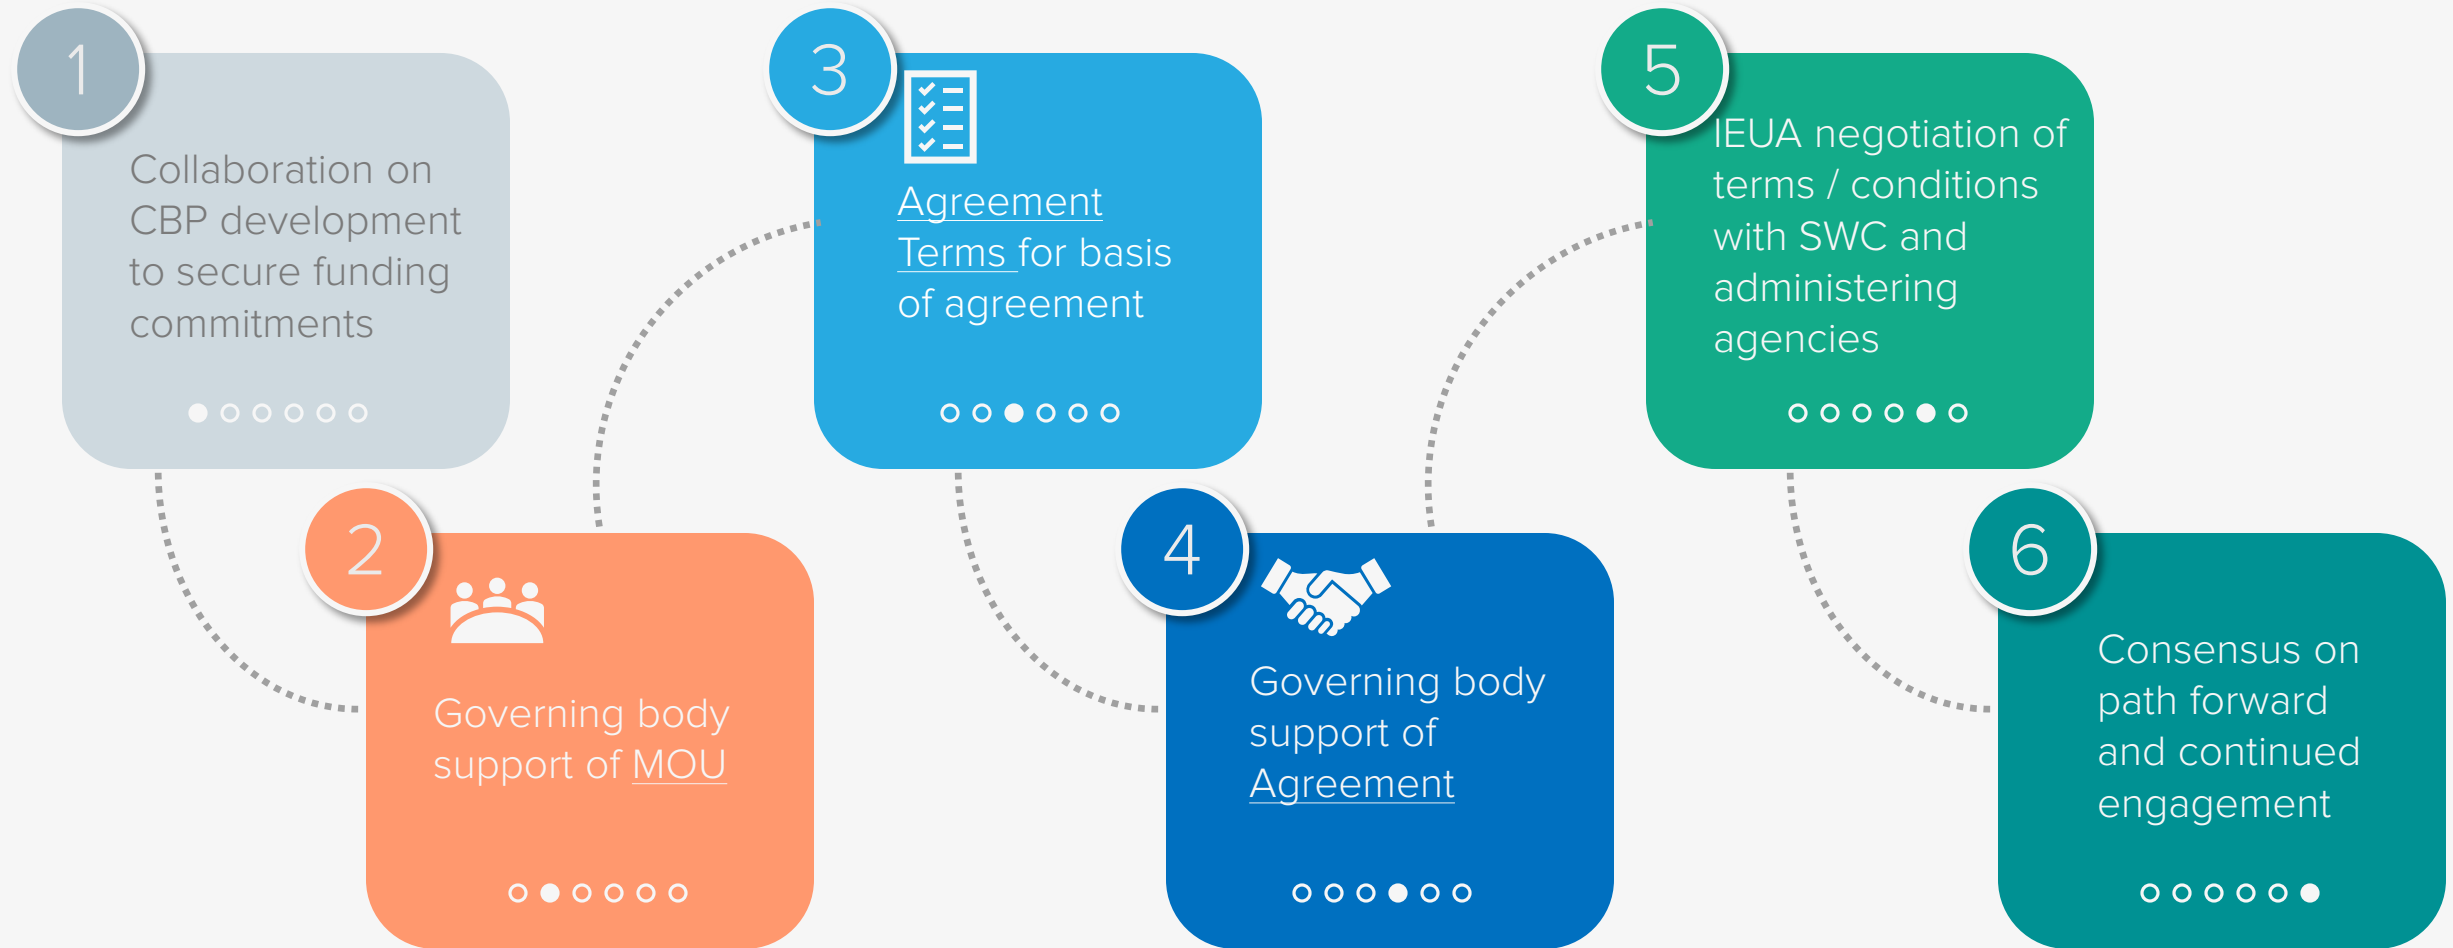 1
Collaboration on
CBP development
to secure funding
commitments
2
Governing body
support of MOU
3
Agreement
Terms for basis
of agreement
4
Governing body
support of
Agreement
5
IEUA negotiation of
terms / conditions
with SWC and
administering
agencies
6
Consensus on
path forward
and continued
engagement